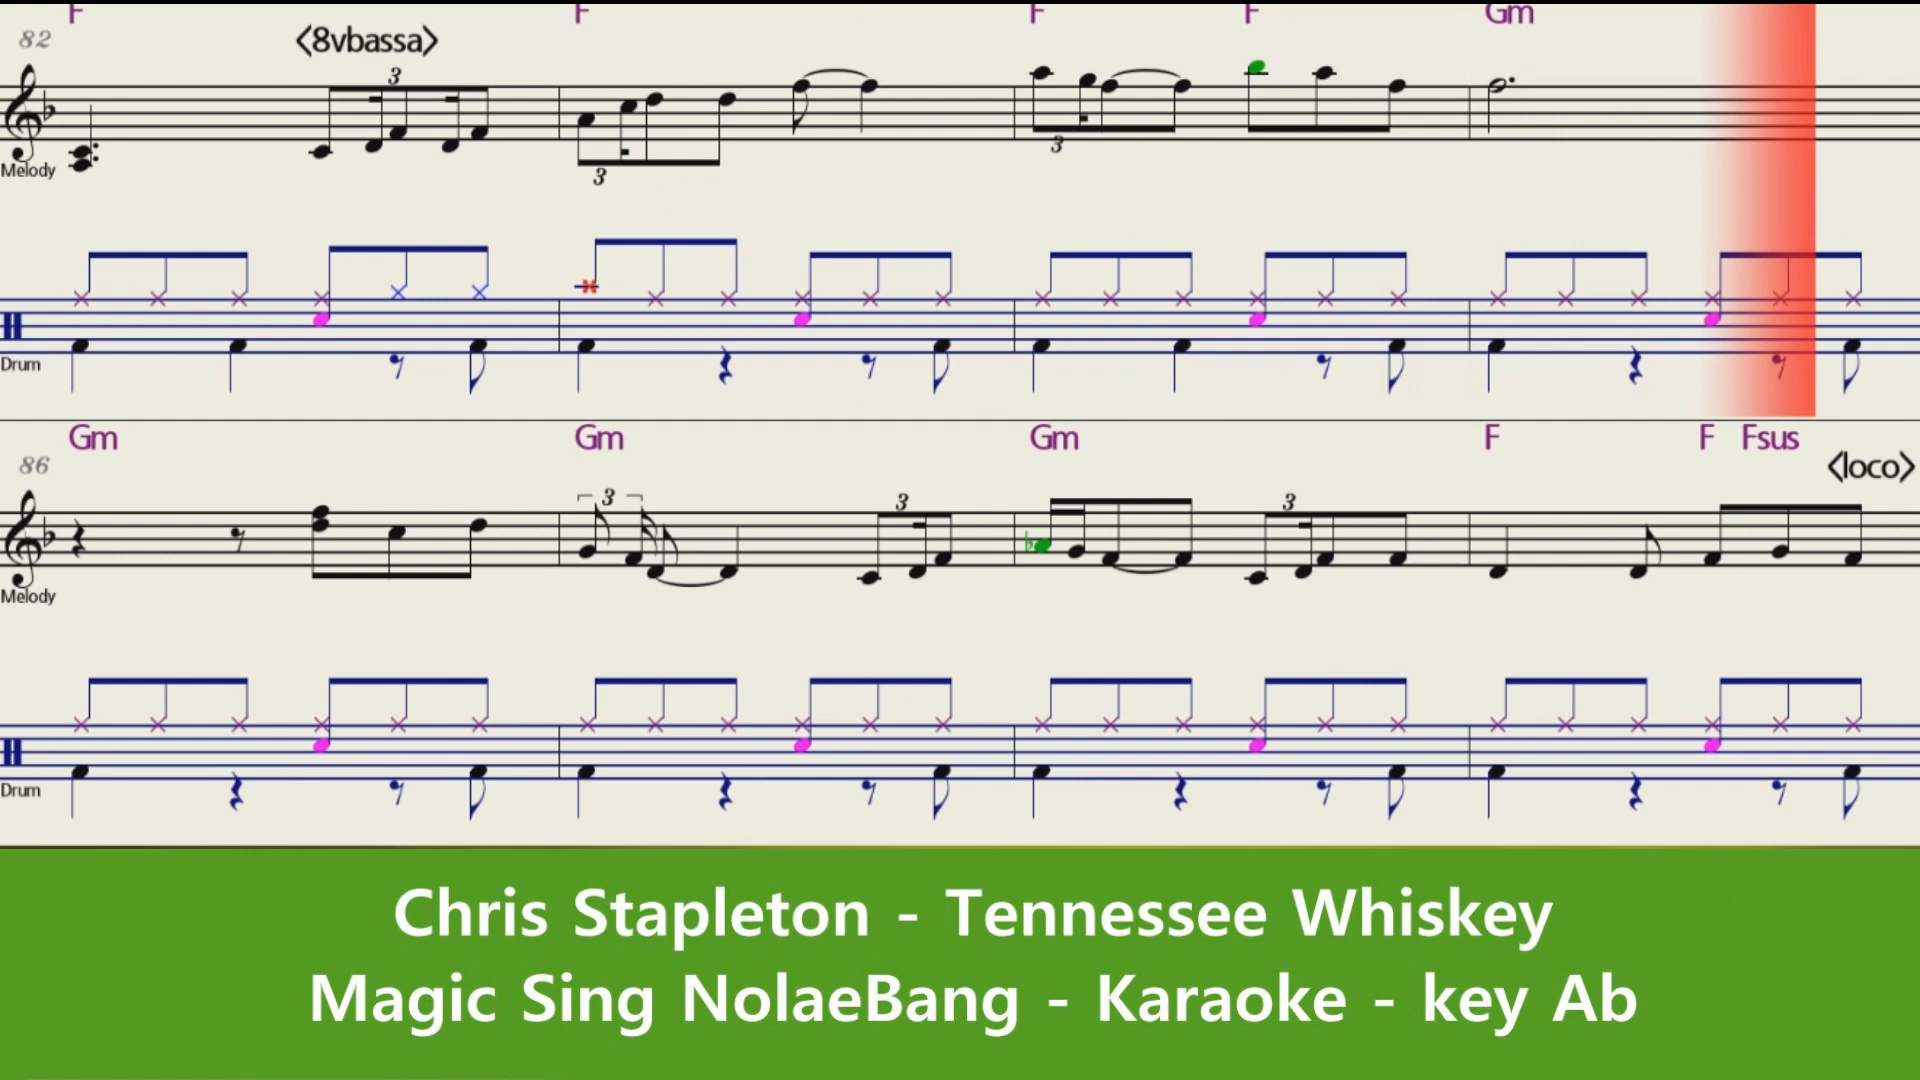 F F F F Gm
82 <8vbassa>
3
Melody
3 3
Drum
Gm Gm Gm F F Fsus
86 <loco>
3 3 3
Melody
Drum
Chris Stapleton - Tennessee Whiskey
Magic Sing NolaeBang - Karaoke - key Ab